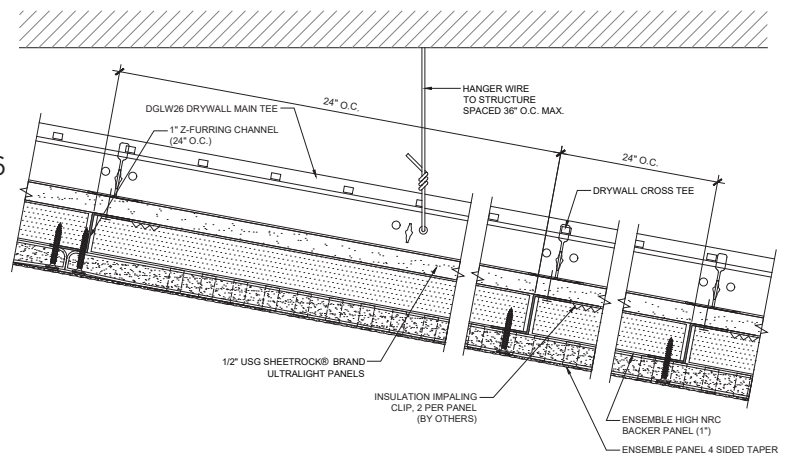 HANGER WIRE
TO STRUCTURE
SPACED 36" O.C. MAX.
24" O.C.
DGLW26 DRYWALL MAIN TEE
1" Z-FURRING CHANNEL
(24" O.C.)
6
24" O.C.
DRYWALL CROSS TEE
1/2" USG SHEETROCK® BRAND
ULTRALIGHT PANELS
INSULATION IMPALING
CLIP, 2 PER PANEL
(BY OTHERS)
ENSEMBLE HIGH NRC
BACKER PANEL (1")
ENSEMBLE PANEL 4 SIDED TAPER